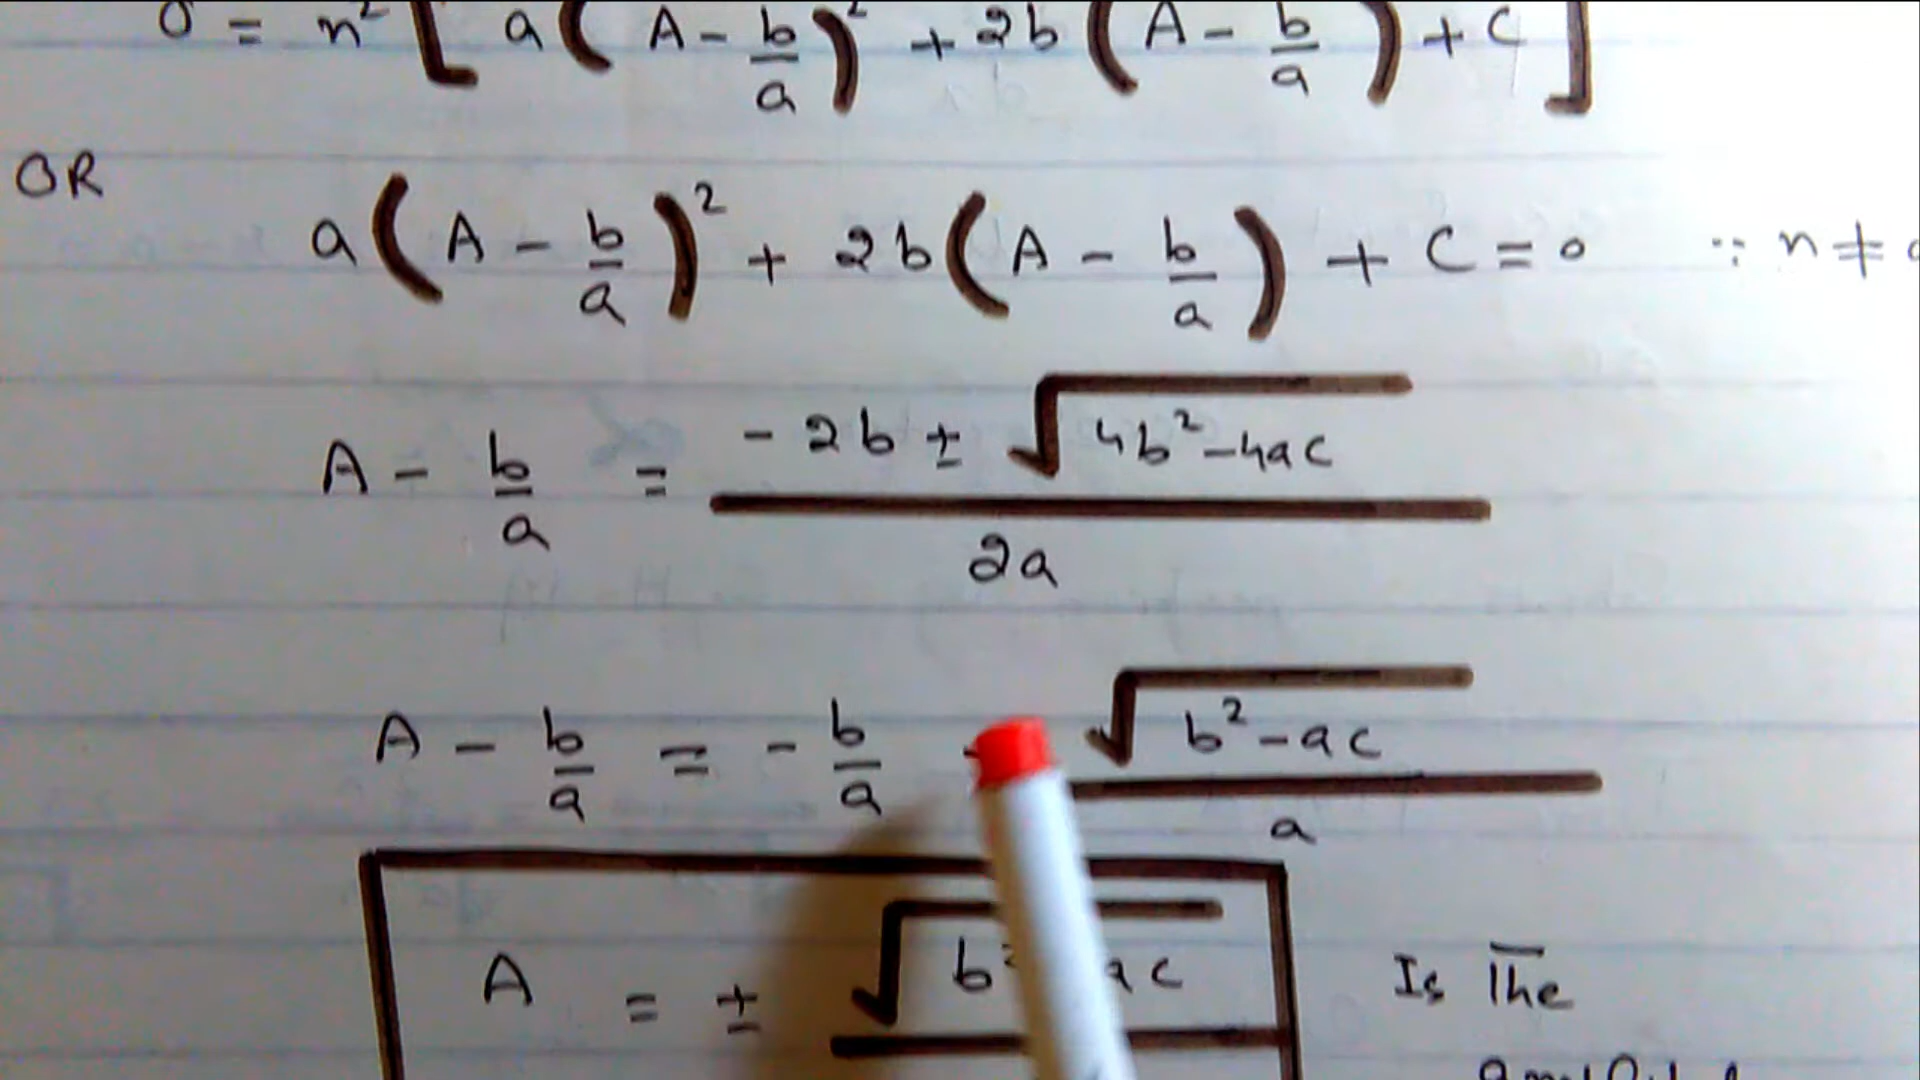 0 = n² [ a ( A - b/a )² + 2b ( A - b/a ) + C ]
OR
a ( A - b/a )² + 2b ( A - b/a ) + C = 0 ∵ n ≠
A - b/a = (-2b ± √(4b² - 4ac)) / 2a
A - b/a = - b/a √(b² - ac) / a
A = ± √(b c) Is The